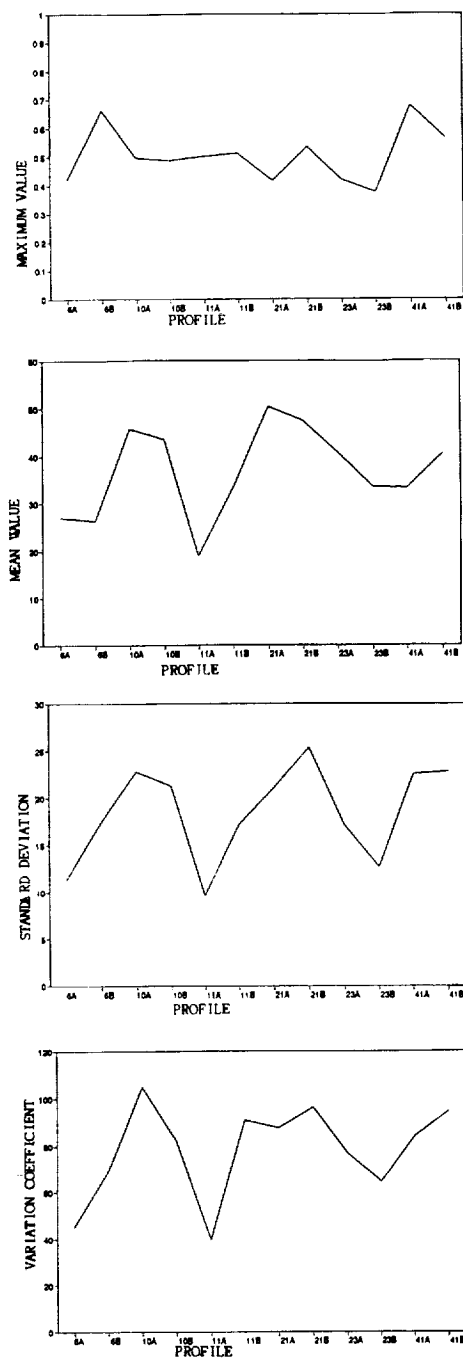 1
0.9
0.8
0.7
0.6
0.5
0.4
0.3
0.2
0.1
0
MAXIMUM VALUE
6A 6B 10A 10B 11A 11B 21A 21B 23A 23B 41A 41B
PROFILE
60
50
40
30
20
10
0
MEAN VALUE
6A 6B 10A 10B 11A 11B 21A 21B 23A 23B 41A 41B
PROFILE
30
25
20
15
10
5
0
STANDARD DEVIATION
6A 6B 10A 10B 11A 11B 21A 21B 23A 23B 41A 41B
PROFILE
120
100
80
60
40
20
0
VARIATION COEFFICIENT
6A 6B 10A 10B 11A 11B 21A 21B 23A 23B 41A 41B
PROFILE